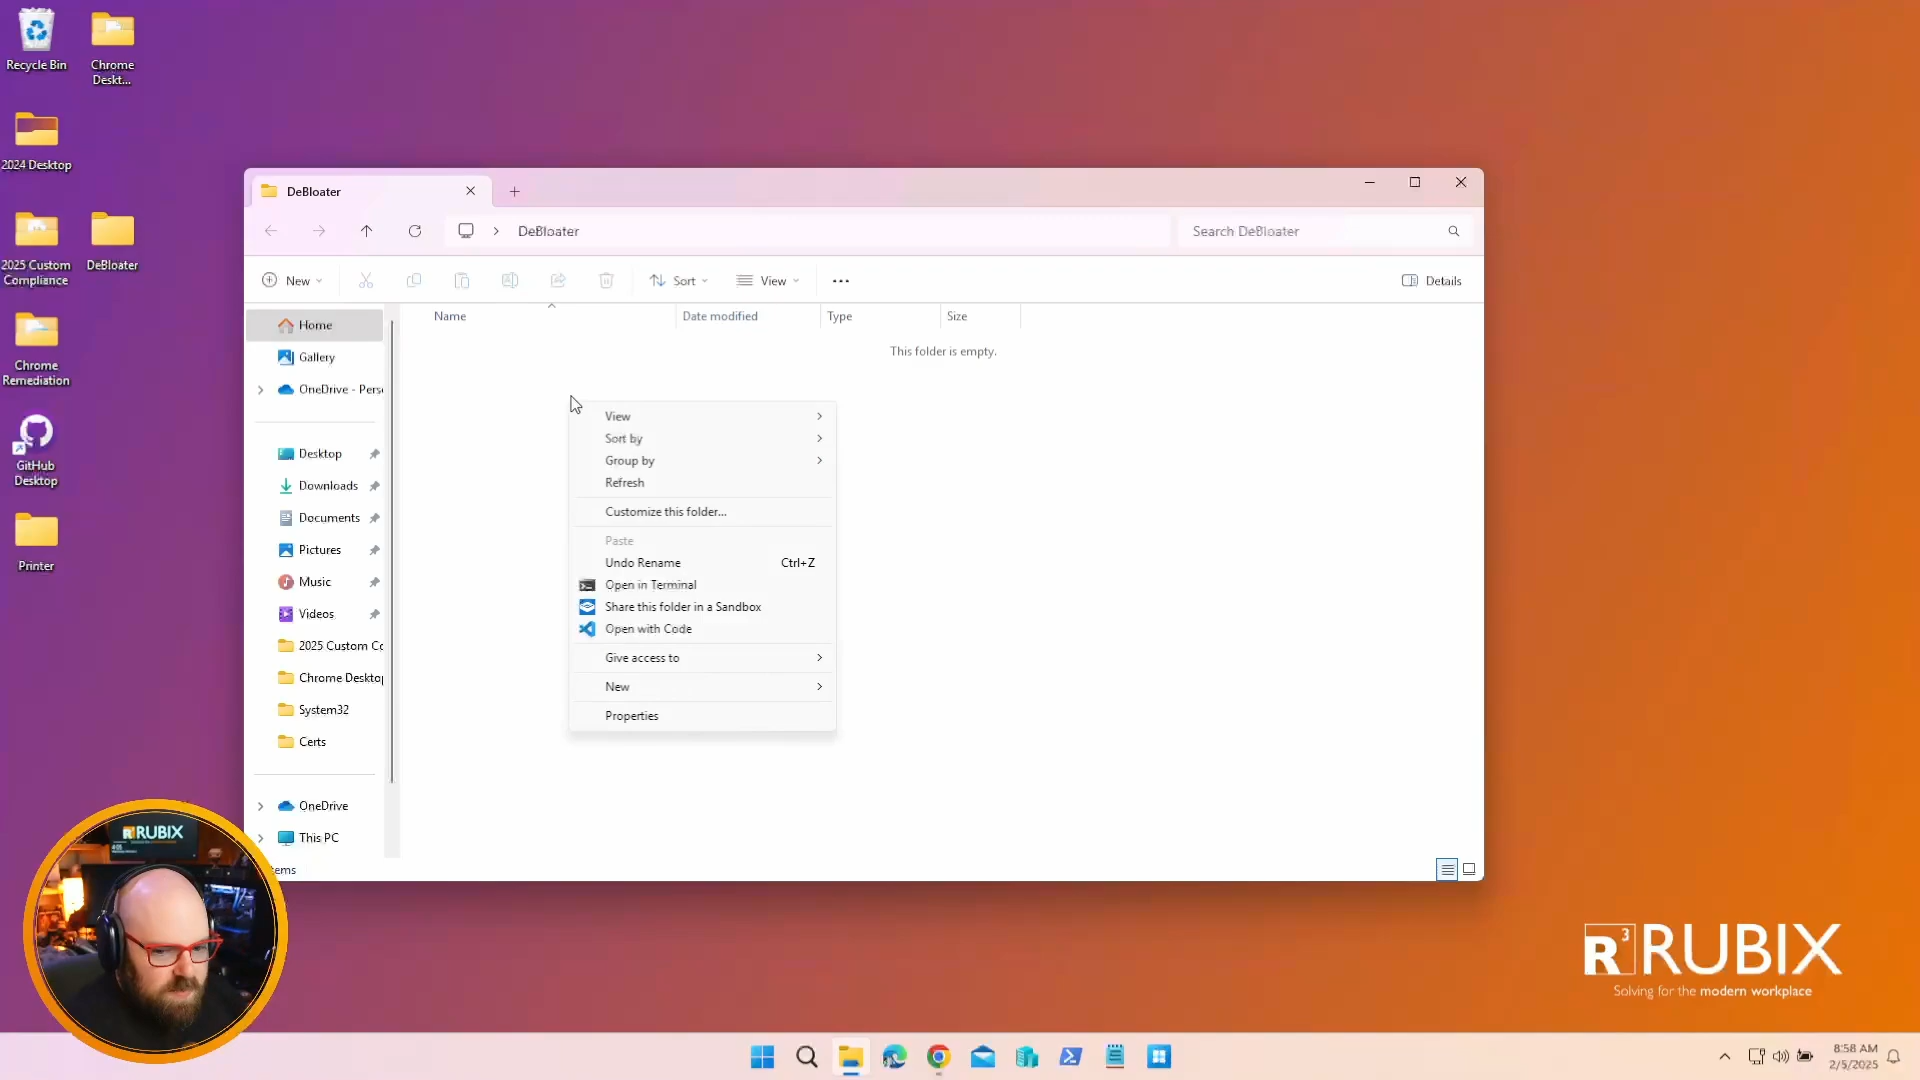 Recycle Bin
Chrome
Deskt...
2024 Desktop
2025 Custom
Compliance
DeBloater
Chrome
Remediation
GitHub
Desktop
Printer
DeBloater
DeBloater
Search DeBloater
New
Sort
View
Details
Name
Date modified
Type
Size
This folder is empty.
Home
Gallery
OneDrive - Pers
Desktop
Downloads
Documents
Pictures
Music
Videos
2025 Custom Co
Chrome Desktop
System32
Certs
OneDrive
This PC
ems
View
Sort by
Group by
Refresh
Customize this folder...
Paste
Undo Rename Ctrl+Z
Open in Terminal
Share this folder in a Sandbox
Open with Code
Give access to
New
Properties
RUBIX
R3 RUBIX
Solving for the modern workplace
8:58 AM
2/5/2025